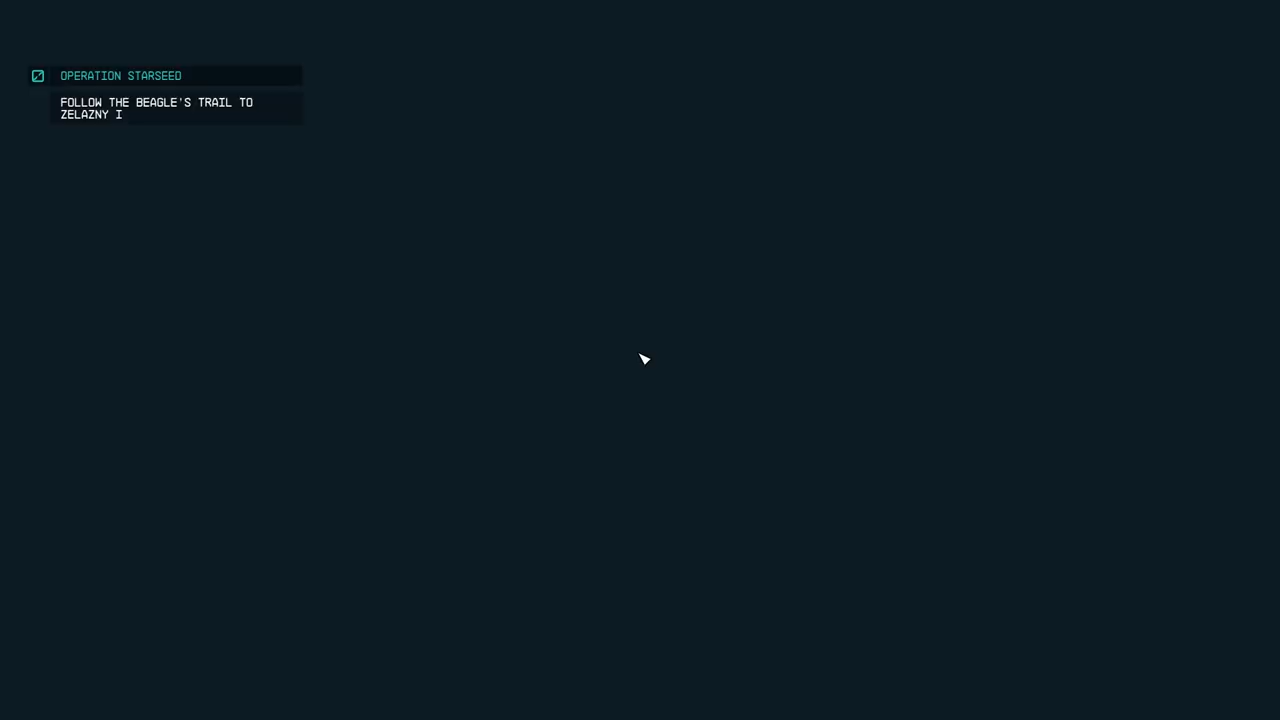 OPERATION STARSEED
FOLLOW THE BEAGLE'S TRAIL TO
ZELAZNY I